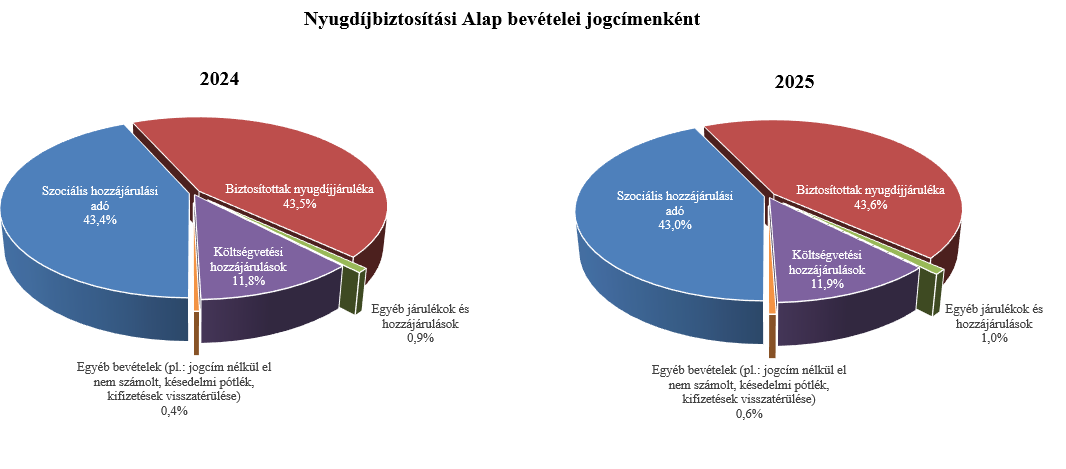 Nyugdíjbiztosítási Alap bevételei jogcímenként
2024
Szociális hozzájárulási
adó
43,4%
Biztosítottak nyugdíjjáruléka
43,5%
Költségvetési
hozzájárulások
11,8%
Egyéb járulékok és
hozzájárulások
0,9%
Egyéb bevételek (pl.: jogcím nélkül el
nem számolt, késedelmi pótlék,
kifizetések visszatérülése)
0,4%
2025
Szociális hozzájárulási
adó
43,0%
Biztosítottak nyugdíjjáruléka
43,6%
Költségvetési
hozzájárulások
11,9%
Egyéb járulékok és
hozzájárulások
1,0%
Egyéb bevételek (pl.: jogcím nélkül el
nem számolt, késedelmi pótlék,
kifizetések visszatérülése)
0,6%